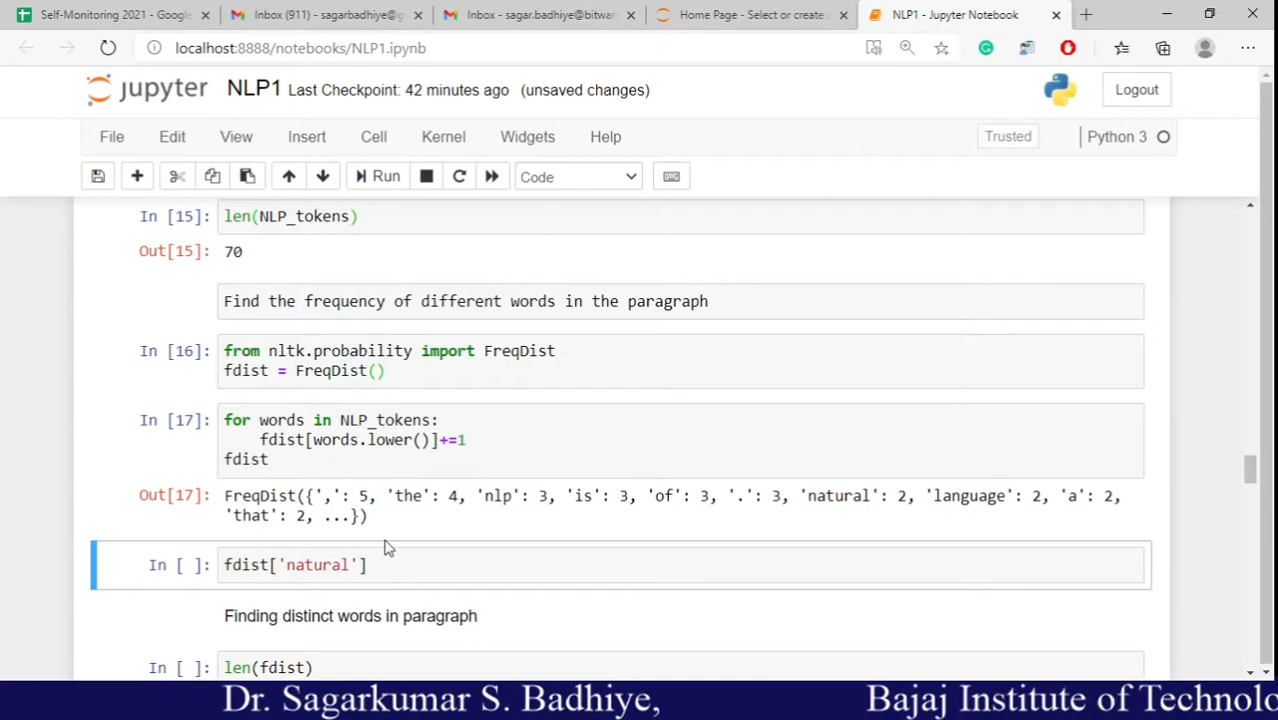 Self-Monitoring 2021 - Google
Inbox (911) - sagarbadhiye@g
Inbox - sagar.badhiye@bitwar
Home Page - Select or create a
NLP1 - Jupyter Notebook
localhost:8888/notebooks/NLP1.ipynb
jupyter NLP1 Last Checkpoint: 42 minutes ago (unsaved changes)
Logout
File Edit View Insert Cell Kernel Widgets Help
Trusted
Python 3
Run
Code
In [15]: len(NLP_tokens)
Out[15]: 70
Find the frequency of different words in the paragraph
In [16]: from nltk.probability import FreqDist
fdist = FreqDist()
In [17]: for words in NLP_tokens:
fdist[words.lower()]+=1
fdist
Out[17]: FreqDist({',': 5, 'the': 4, 'nlp': 3, 'is': 3, 'of': 3, '.': 3, 'natural': 2, 'language': 2, 'a': 2,
'that': 2, ...})
In [ ]: fdist['natural']
Finding distinct words in paragraph
In [ ]: len(fdist)
Dr. Sagarkumar S. Badhiye, Bajaj Institute of Technolo